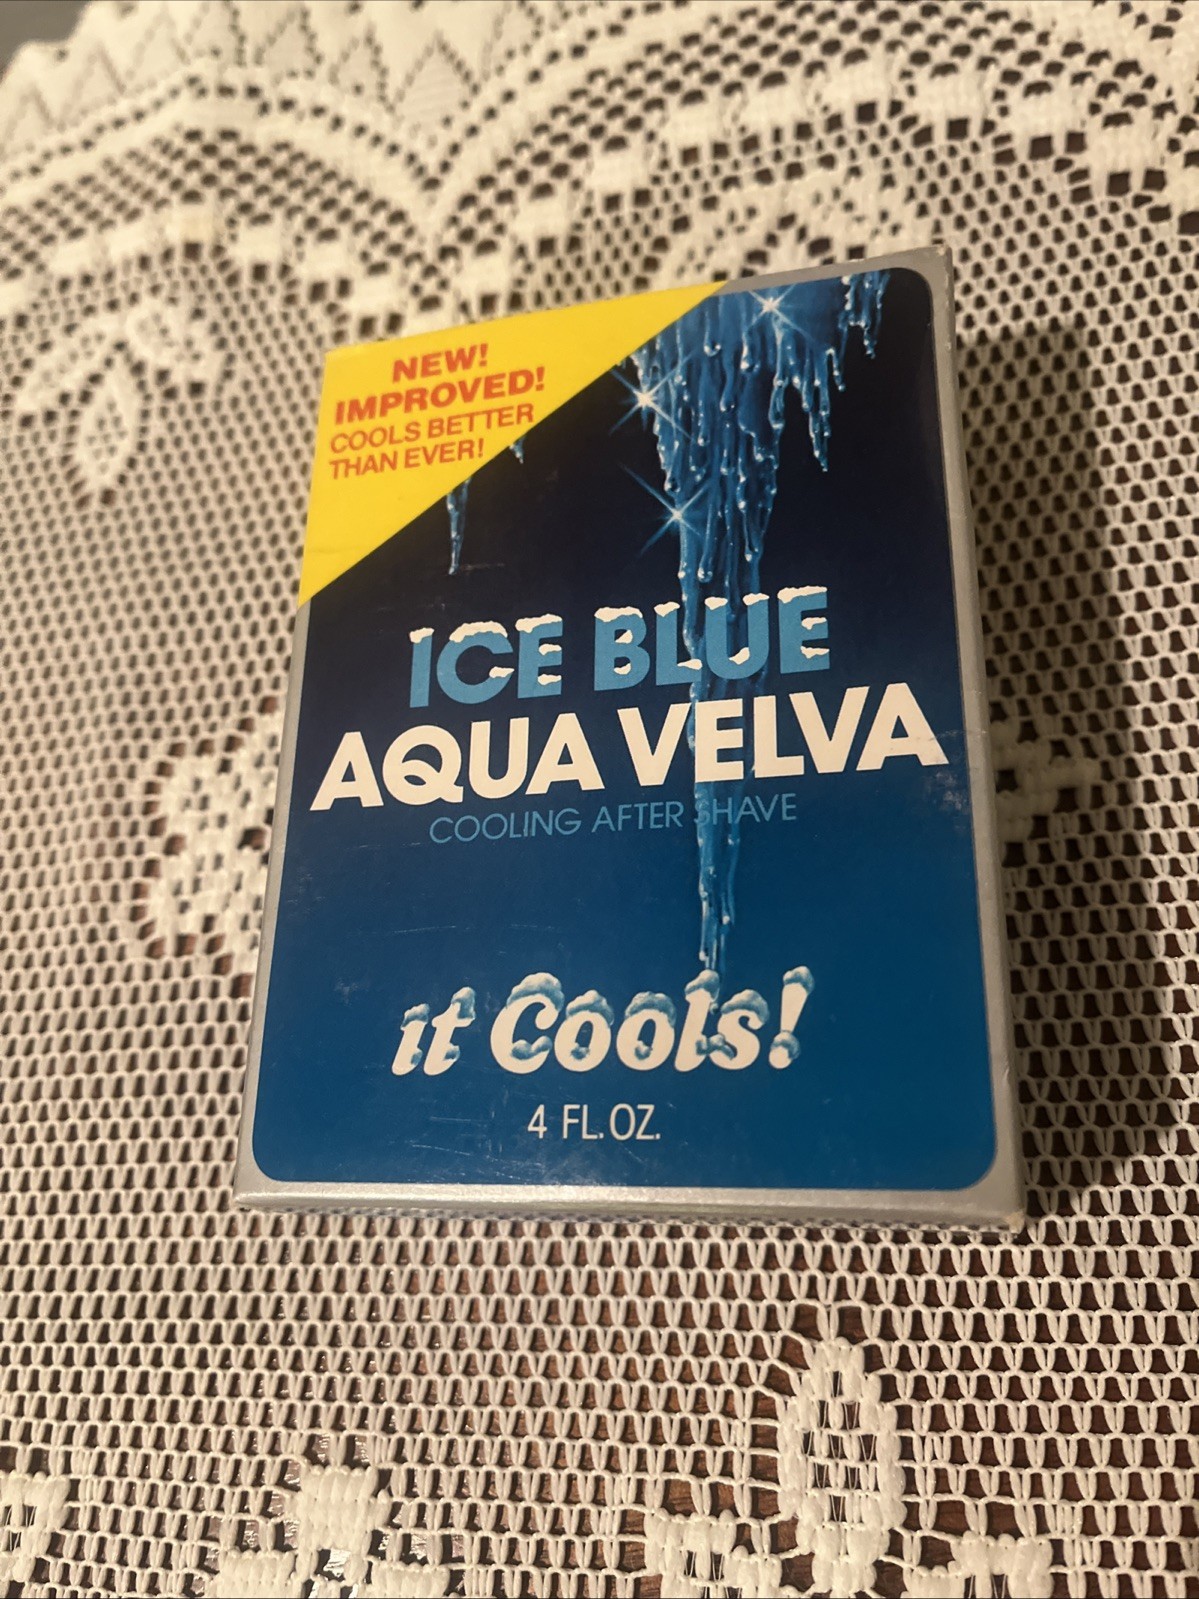 NEW!
IMPROVED!
COOLS BETTER
THAN EVER!
ICE BLUE
AQUA VELVA
COOLING AFTER SHAVE
it Cools!
4 FL. OZ.